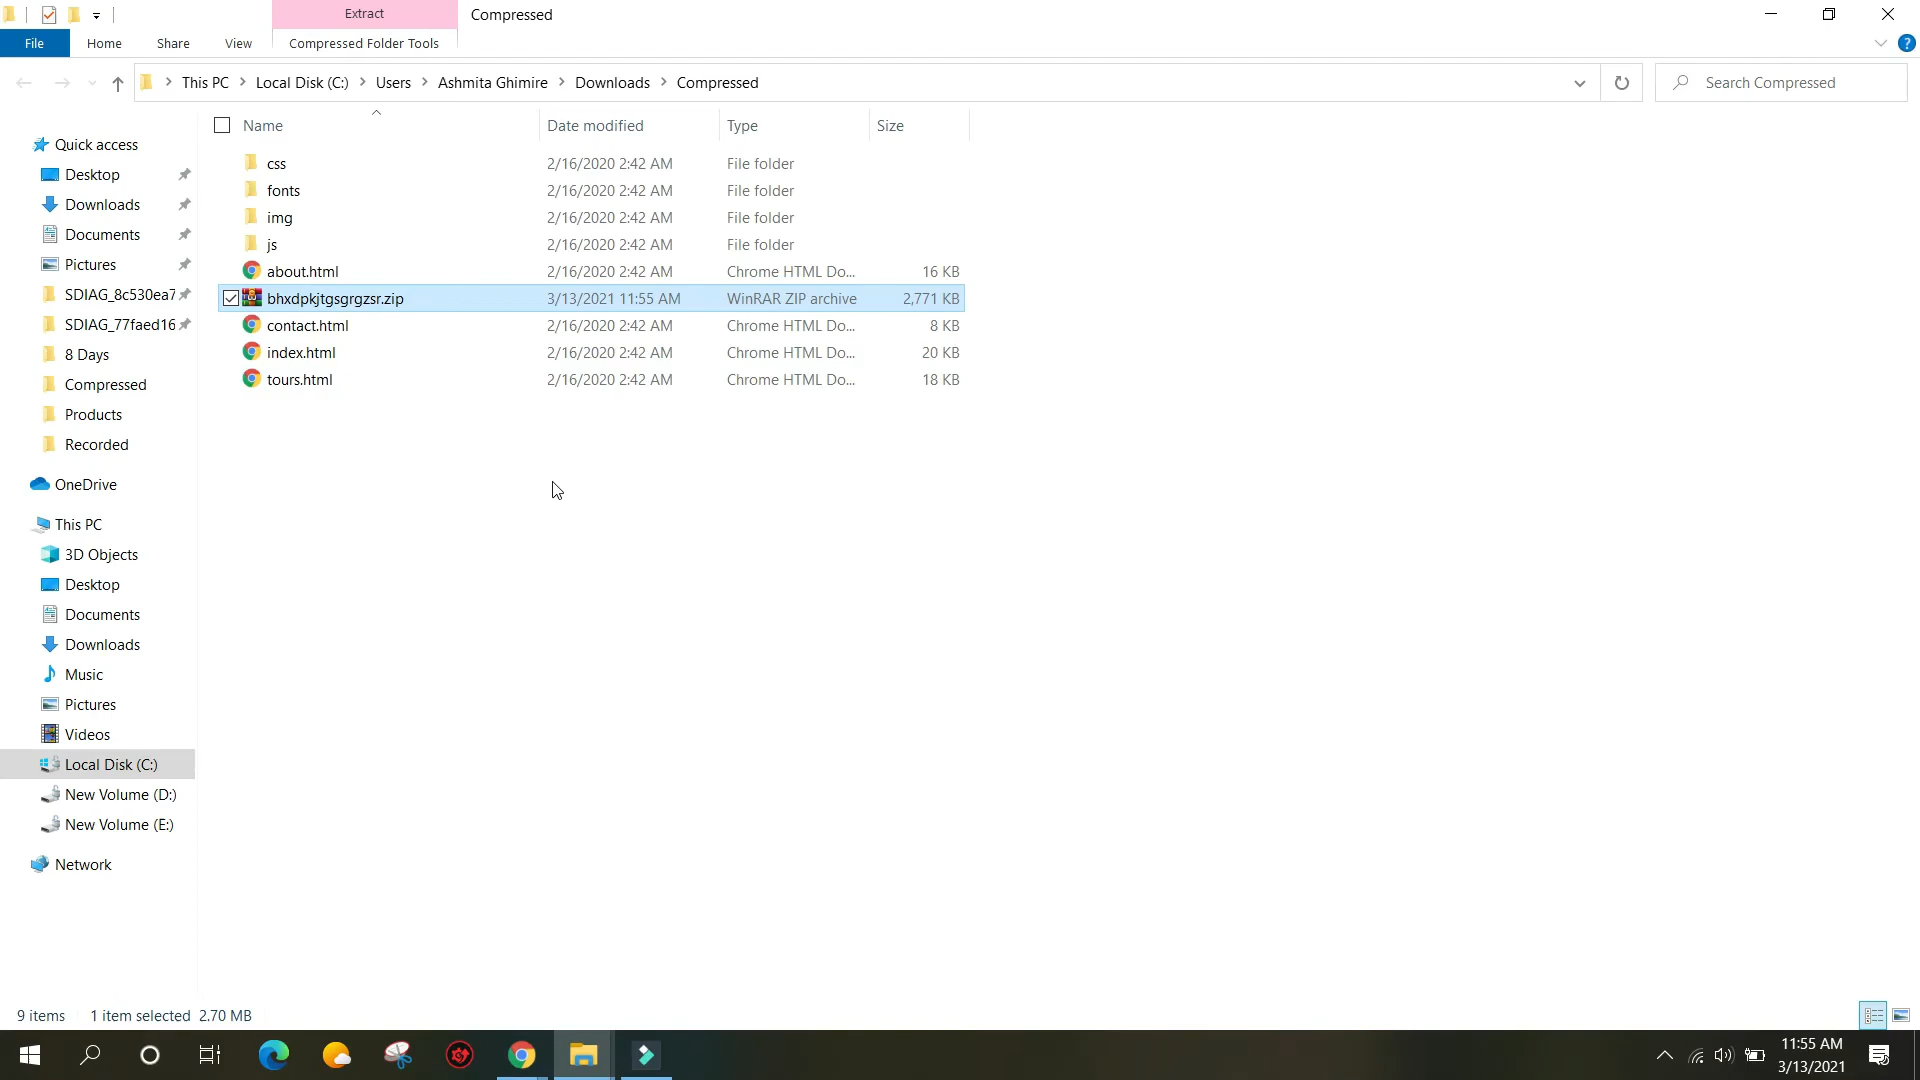 Extract
Compressed
File
Home
Share
View
Compressed Folder Tools
This PC
Local Disk (C:)
Users
Ashmita Ghimire
Downloads
Compressed
Search Compressed
Name
Date modified
Type
Size
css 2/16/2020 2:42 AM File folder
fonts 2/16/2020 2:42 AM File folder
img 2/16/2020 2:42 AM File folder
js 2/16/2020 2:42 AM File folder
about.html 2/16/2020 2:42 AM Chrome HTML Do... 16 KB
bhxdpkjtgsgrgzsr.zip 3/13/2021 11:55 AM WinRAR ZIP archive 2,771 KB
contact.html 2/16/2020 2:42 AM Chrome HTML Do... 8 KB
index.html 2/16/2020 2:42 AM Chrome HTML Do... 20 KB
tours.html 2/16/2020 2:42 AM Chrome HTML Do... 18 KB
Quick access
Desktop
Downloads
Documents
Pictures
SDIAG_8c530ea7
SDIAG_77faed16
8 Days
Compressed
Products
Recorded
OneDrive
This PC
3D Objects
Desktop
Documents
Downloads
Music
Pictures
Videos
Local Disk (C:)
New Volume (D:)
New Volume (E:)
Network
9 items
1 item selected 2.70 MB
11:55 AM
3/13/2021